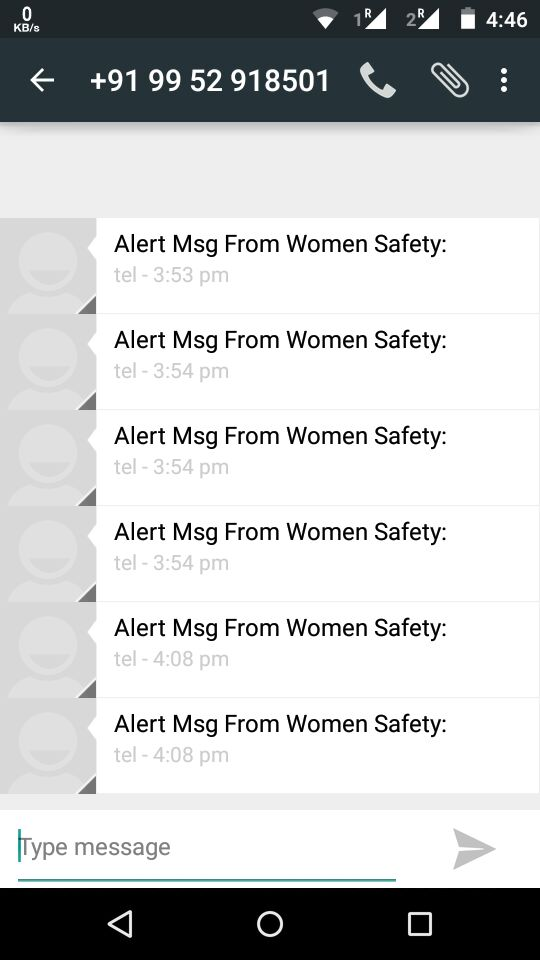 0
KB/s
1 R 2 R 4:46
+91 99 52 918501
Alert Msg From Women Safety:
tel - 3:53 pm
Alert Msg From Women Safety:
tel - 3:54 pm
Alert Msg From Women Safety:
tel - 3:54 pm
Alert Msg From Women Safety:
tel - 3:54 pm
Alert Msg From Women Safety:
tel - 4:08 pm
Alert Msg From Women Safety:
tel - 4:08 pm
Type message